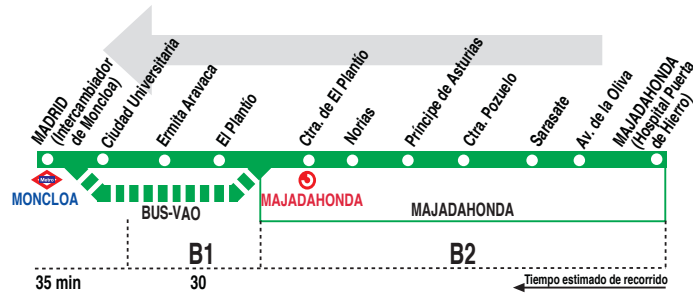 MADRID
(Intercambiador
de Moncloa)
Ciudad Universitaria
Ermita Aravaca
El Plantío
Ctra. de El Plantío
Norias
Príncipe de Asturias
Ctra. Pozuelo
Sarasate
Av. de la Oliva
MAJADAHONDA
(Hospital Puerta
de Hierro)
Metro
MONCLOA
BUS-VAO
MAJADAHONDA
MAJADAHONDA
B1
B2
35 min
30
Tiempo estimado de recorrido